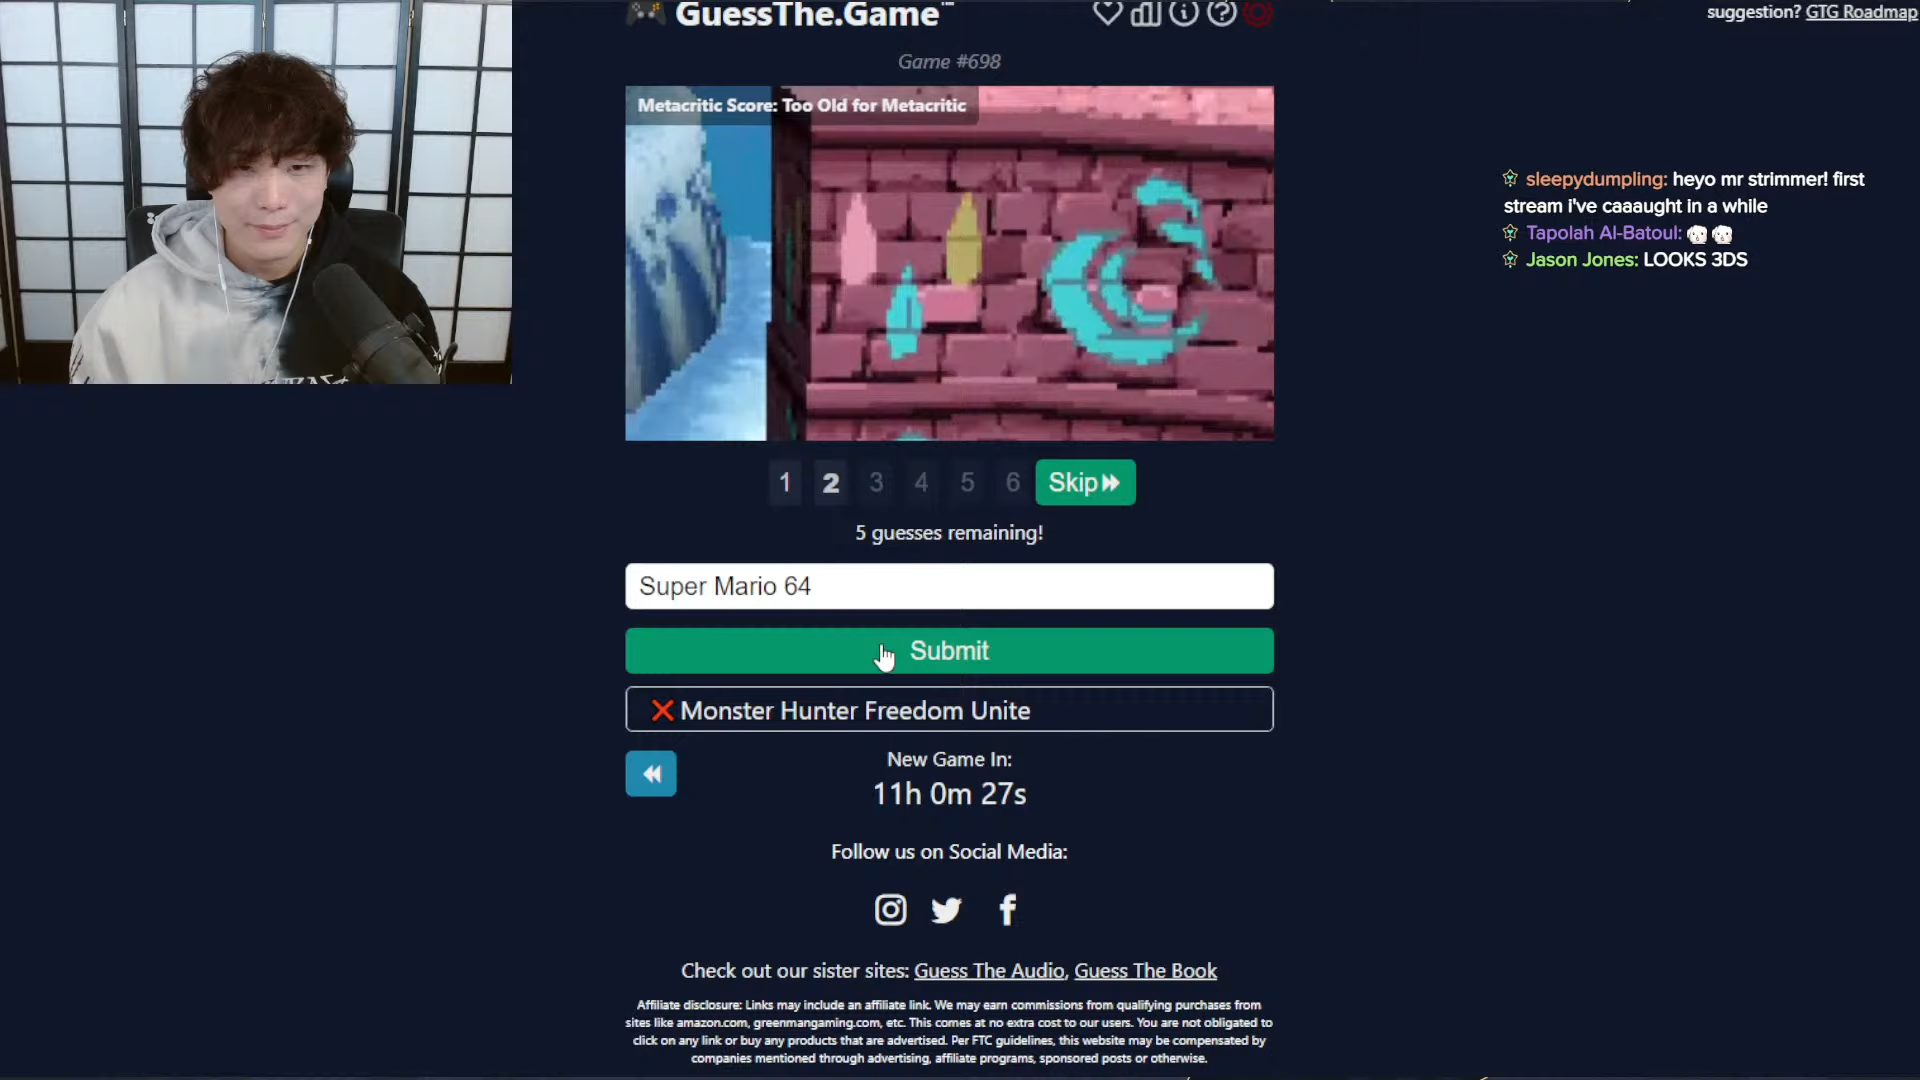 GuessThe.Game™
suggestion? GTG Roadmap
Game #698
Metacritic Score: Too Old for Metacritic
sleepydumpling: heyo mr strimmer! first
stream i've caaaught in a while
Tapolah Al-Batoul:
Jason Jones: LOOKS 3DS
1 2 3 4 5 6 Skip
5 guesses remaining!
Super Mario 64
Submit
Monster Hunter Freedom Unite
New Game In:
11h 0m 27s
Follow us on Social Media:
Check out our sister sites: Guess The Audio, Guess The Book
Affiliate disclosure: Links may include an affiliate link. We may earn commissions from qualifying purchases from
sites like amazon.com, greenmangaming.com, etc. This comes at no extra cost to our users. You are not obligated to
click on any link or buy any products that are advertised. Per FTC guidelines, this website may be compensated by
companies mentioned through advertising, affiliate programs, sponsored posts or otherwise.